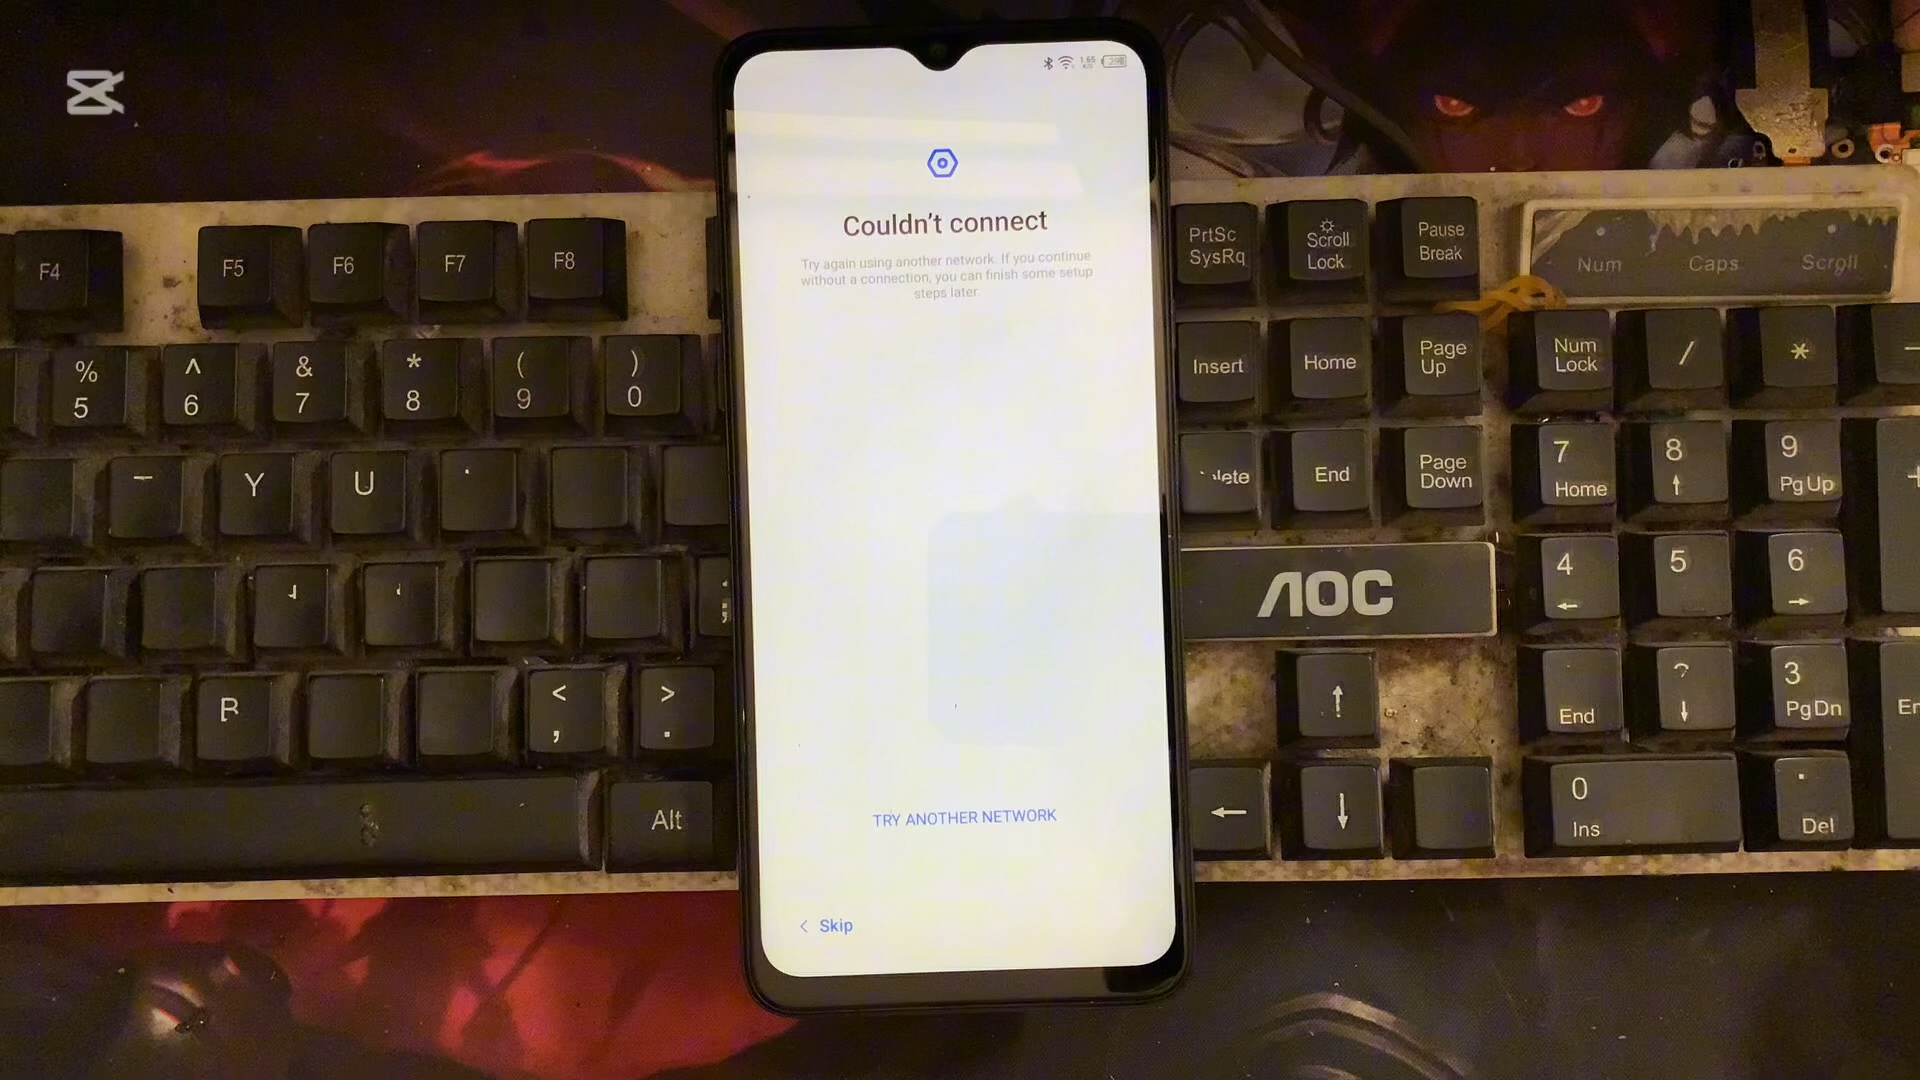 Couldn't connect
Try again using another network. If you continue
without a connection, you can finish some setup
steps later.
TRY ANOTHER NETWORK
< Skip
F4
F5
F6
F7
F8
PrtSc
SysRq
Scroll
Lock
Pause
Break
Num
Caps
Scroll
%
5
^
6
&
7
*
8
(
9
)
0
Insert
Home
Page
Up
Num
Lock
/
*
Y
U
End
Page
Down
7
Home
8
↑
9
PgUp
+
AOC
4
←
5
6
→
<
,
>
.
↑
End
↓
3
PgDn
Alt
←
↓
0
Ins
.
Del